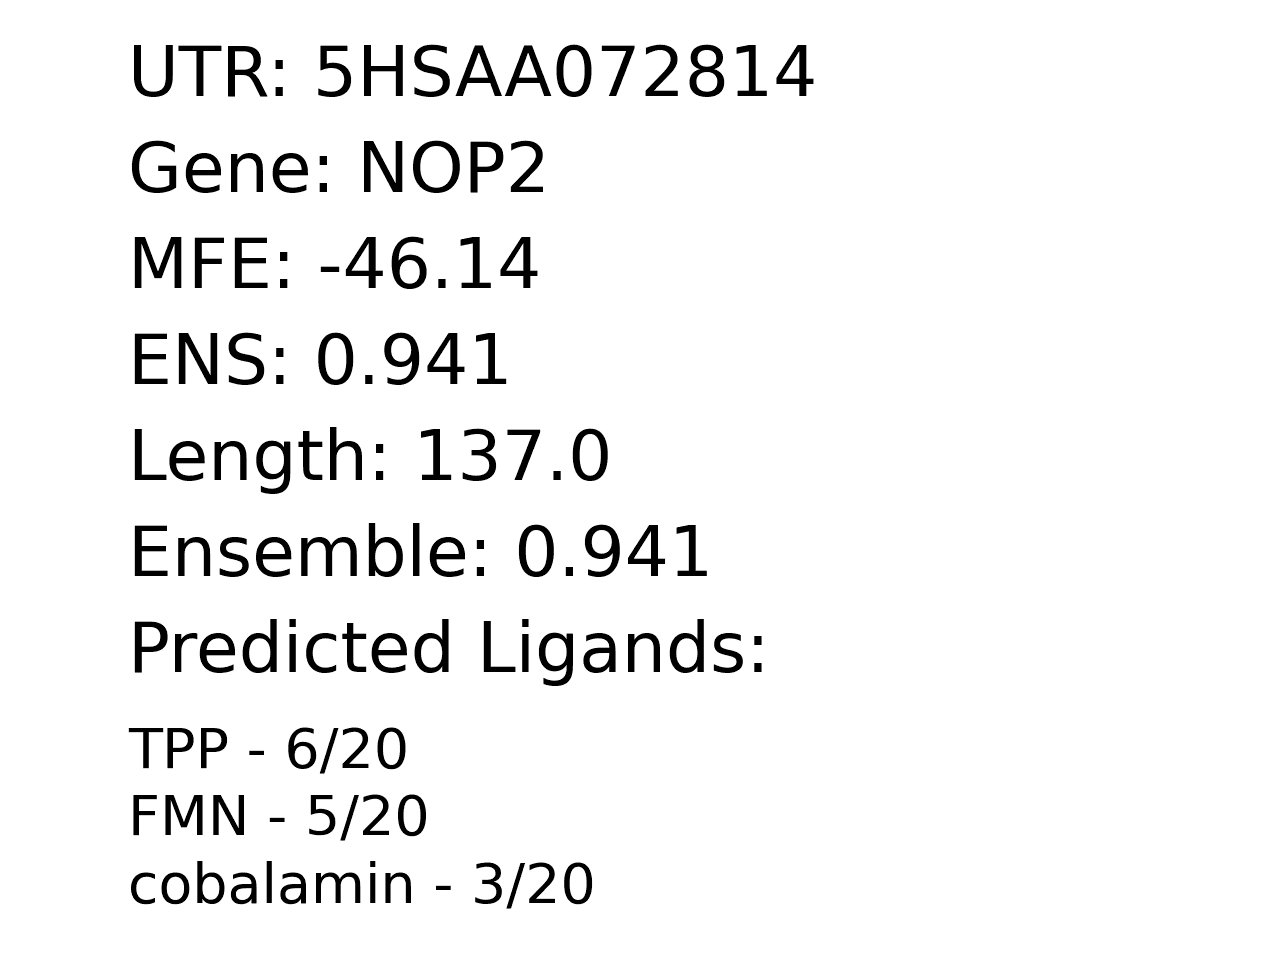 UTR: 5HSAA072814
Gene: NOP2
MFE: -46.14
ENS: 0.941
Length: 137.0
Ensemble: 0.941
Predicted Ligands:
TPP - 6/20
FMN - 5/20
cobalamin - 3/20